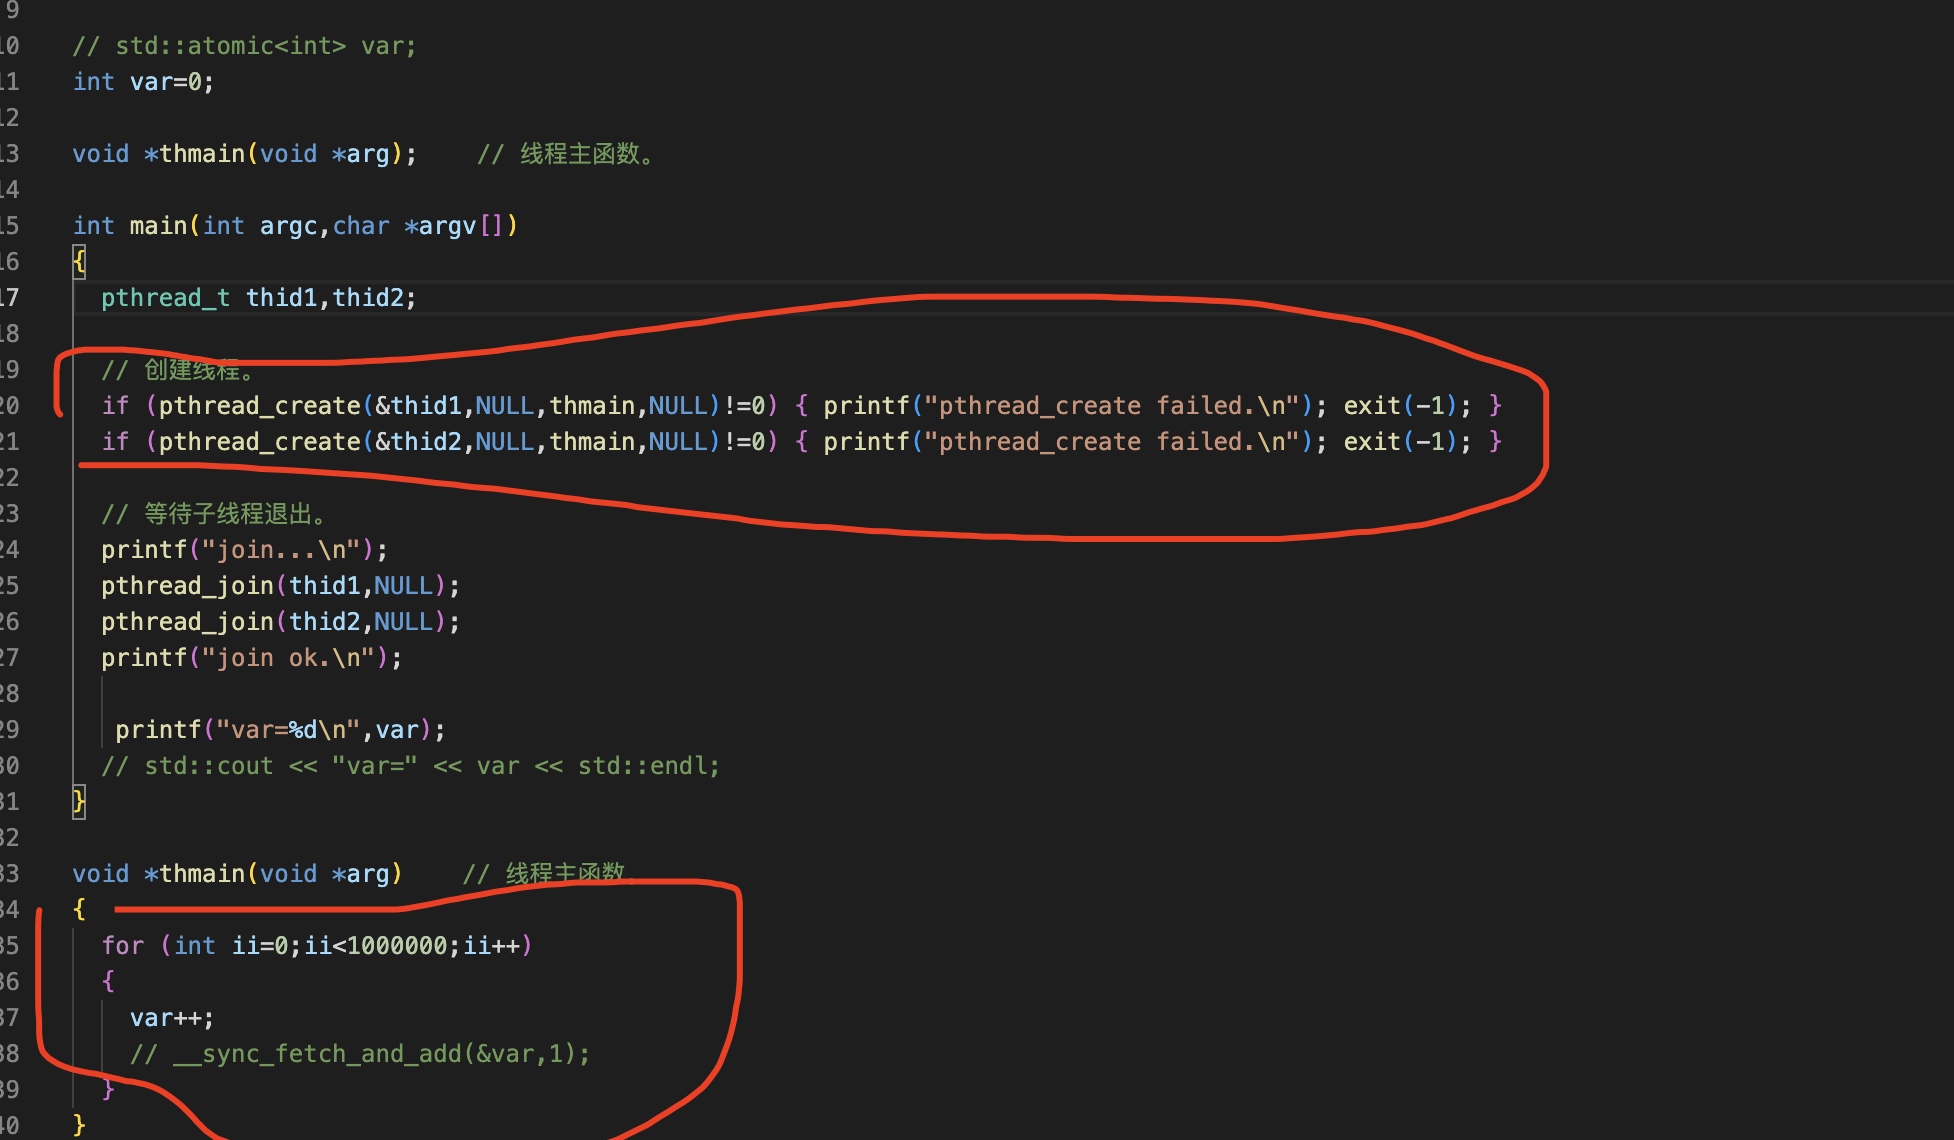 9
10 // std::atomic<int> var;
11 int var=0;
12
13 void *thmain(void *arg);    // 线程主函数。
14
15 int main(int argc,char *argv[])
16 {
17   pthread_t thid1,thid2;
18
19   // 创建线程。
20   if (pthread_create(&thid1,NULL,thmain,NULL)!=0) { printf("pthread_create failed.\n"); exit(-1); }
21   if (pthread_create(&thid2,NULL,thmain,NULL)!=0) { printf("pthread_create failed.\n"); exit(-1); }
22
23   // 等待子线程退出。
24   printf("join...\n");
25   pthread_join(thid1,NULL);
26   pthread_join(thid2,NULL);
27   printf("join ok.\n");
28
29    printf("var=%d\n",var);
30   // std::cout << "var=" << var << std::endl;
31 }
32
33 void *thmain(void *arg)    // 线程主函数。
34 {
35   for (int ii=0;ii<1000000;ii++)
36   {
37     var++;
38     // __sync_fetch_and_add(&var,1);
39   }
40 }